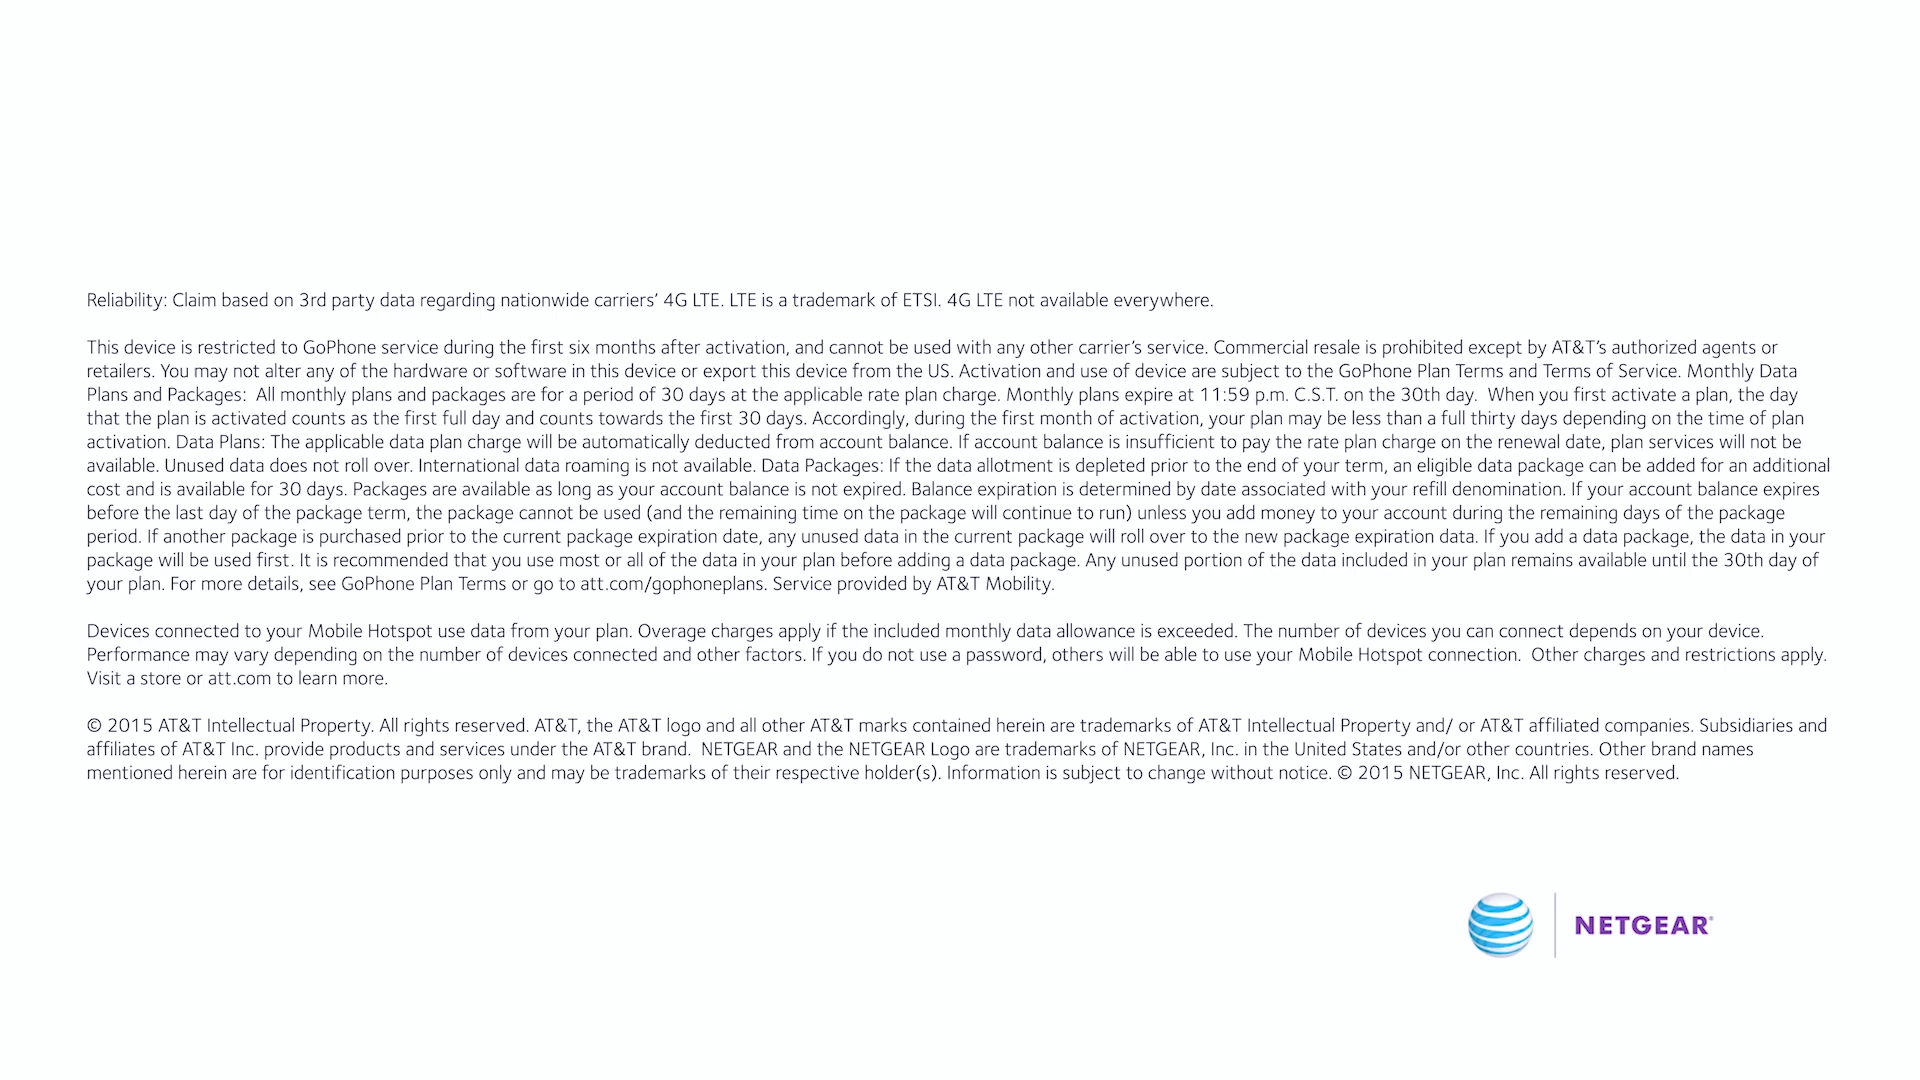 Reliability: Claim based on 3rd party data regarding nationwide carriers’ 4G LTE. LTE is a trademark of ETSI. 4G LTE not available everywhere.
This device is restricted to GoPhone service during the first six months after activation, and cannot be used with any other carrier’s service. Commercial resale is prohibited except by AT&T’s authorized agents or
retailers. You may not alter any of the hardware or software in this device or export this device from the US. Activation and use of device are subject to the GoPhone Plan Terms and Terms of Service. Monthly Data
Plans and Packages:  All monthly plans and packages are for a period of 30 days at the applicable rate plan charge. Monthly plans expire at 11:59 p.m. C.S.T. on the 30th day.  When you first activate a plan, the day
that the plan is activated counts as the first full day and counts towards the first 30 days. Accordingly, during the first month of activation, your plan may be less than a full thirty days depending on the time of plan
activation. Data Plans: The applicable data plan charge will be automatically deducted from account balance. If account balance is insufficient to pay the rate plan charge on the renewal date, plan services will not be
available. Unused data does not roll over. International data roaming is not available. Data Packages: If the data allotment is depleted prior to the end of your term, an eligible data package can be added for an additional
cost and is available for 30 days. Packages are available as long as your account balance is not expired. Balance expiration is determined by date associated with your refill denomination. If your account balance expires
before the last day of the package term, the package cannot be used (and the remaining time on the package will continue to run) unless you add money to your account during the remaining days of the package
period. If another package is purchased prior to the current package expiration date, any unused data in the current package will roll over to the new package expiration data. If you add a data package, the data in your
package will be used first. It is recommended that you use most or all of the data in your plan before adding a data package. Any unused portion of the data included in your plan remains available until the 30th day of
your plan. For more details, see GoPhone Plan Terms or go to att.com/gophoneplans. Service provided by AT&T Mobility.
Devices connected to your Mobile Hotspot use data from your plan. Overage charges apply if the included monthly data allowance is exceeded. The number of devices you can connect depends on your device.
Performance may vary depending on the number of devices connected and other factors. If you do not use a password, others will be able to use your Mobile Hotspot connection.  Other charges and restrictions apply.
Visit a store or att.com to learn more.
© 2015 AT&T Intellectual Property. All rights reserved. AT&T, the AT&T logo and all other AT&T marks contained herein are trademarks of AT&T Intellectual Property and/ or AT&T affiliated companies. Subsidiaries and
affiliates of AT&T Inc. provide products and services under the AT&T brand.  NETGEAR and the NETGEAR Logo are trademarks of NETGEAR, Inc. in the United States and/or other countries. Other brand names
mentioned herein are for identification purposes only and may be trademarks of their respective holder(s). Information is subject to change without notice. © 2015 NETGEAR, Inc. All rights reserved.
NETGEAR®